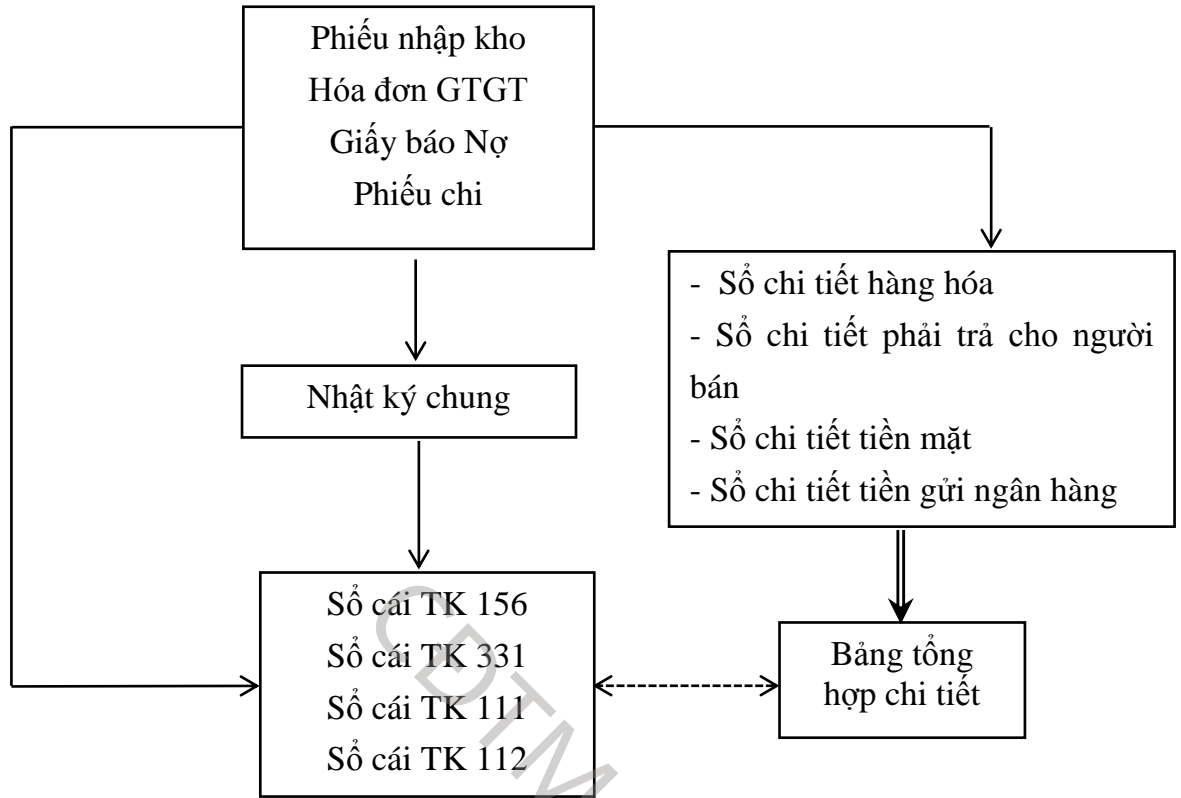 Phiếu nhập kho
Hóa đơn GTGT
Giấy báo Nợ
Phiếu chi
Nhật ký chung
- Sổ chi tiết hàng hóa
- Sổ chi tiết phải trả cho người
bán
- Sổ chi tiết tiền mặt
- Sổ chi tiết tiền gửi ngân hàng
Sổ cái TK 156
Sổ cái TK 331
Sổ cái TK 111
Sổ cái TK 112
Bảng tổng
hợp chi tiết
CĐTM